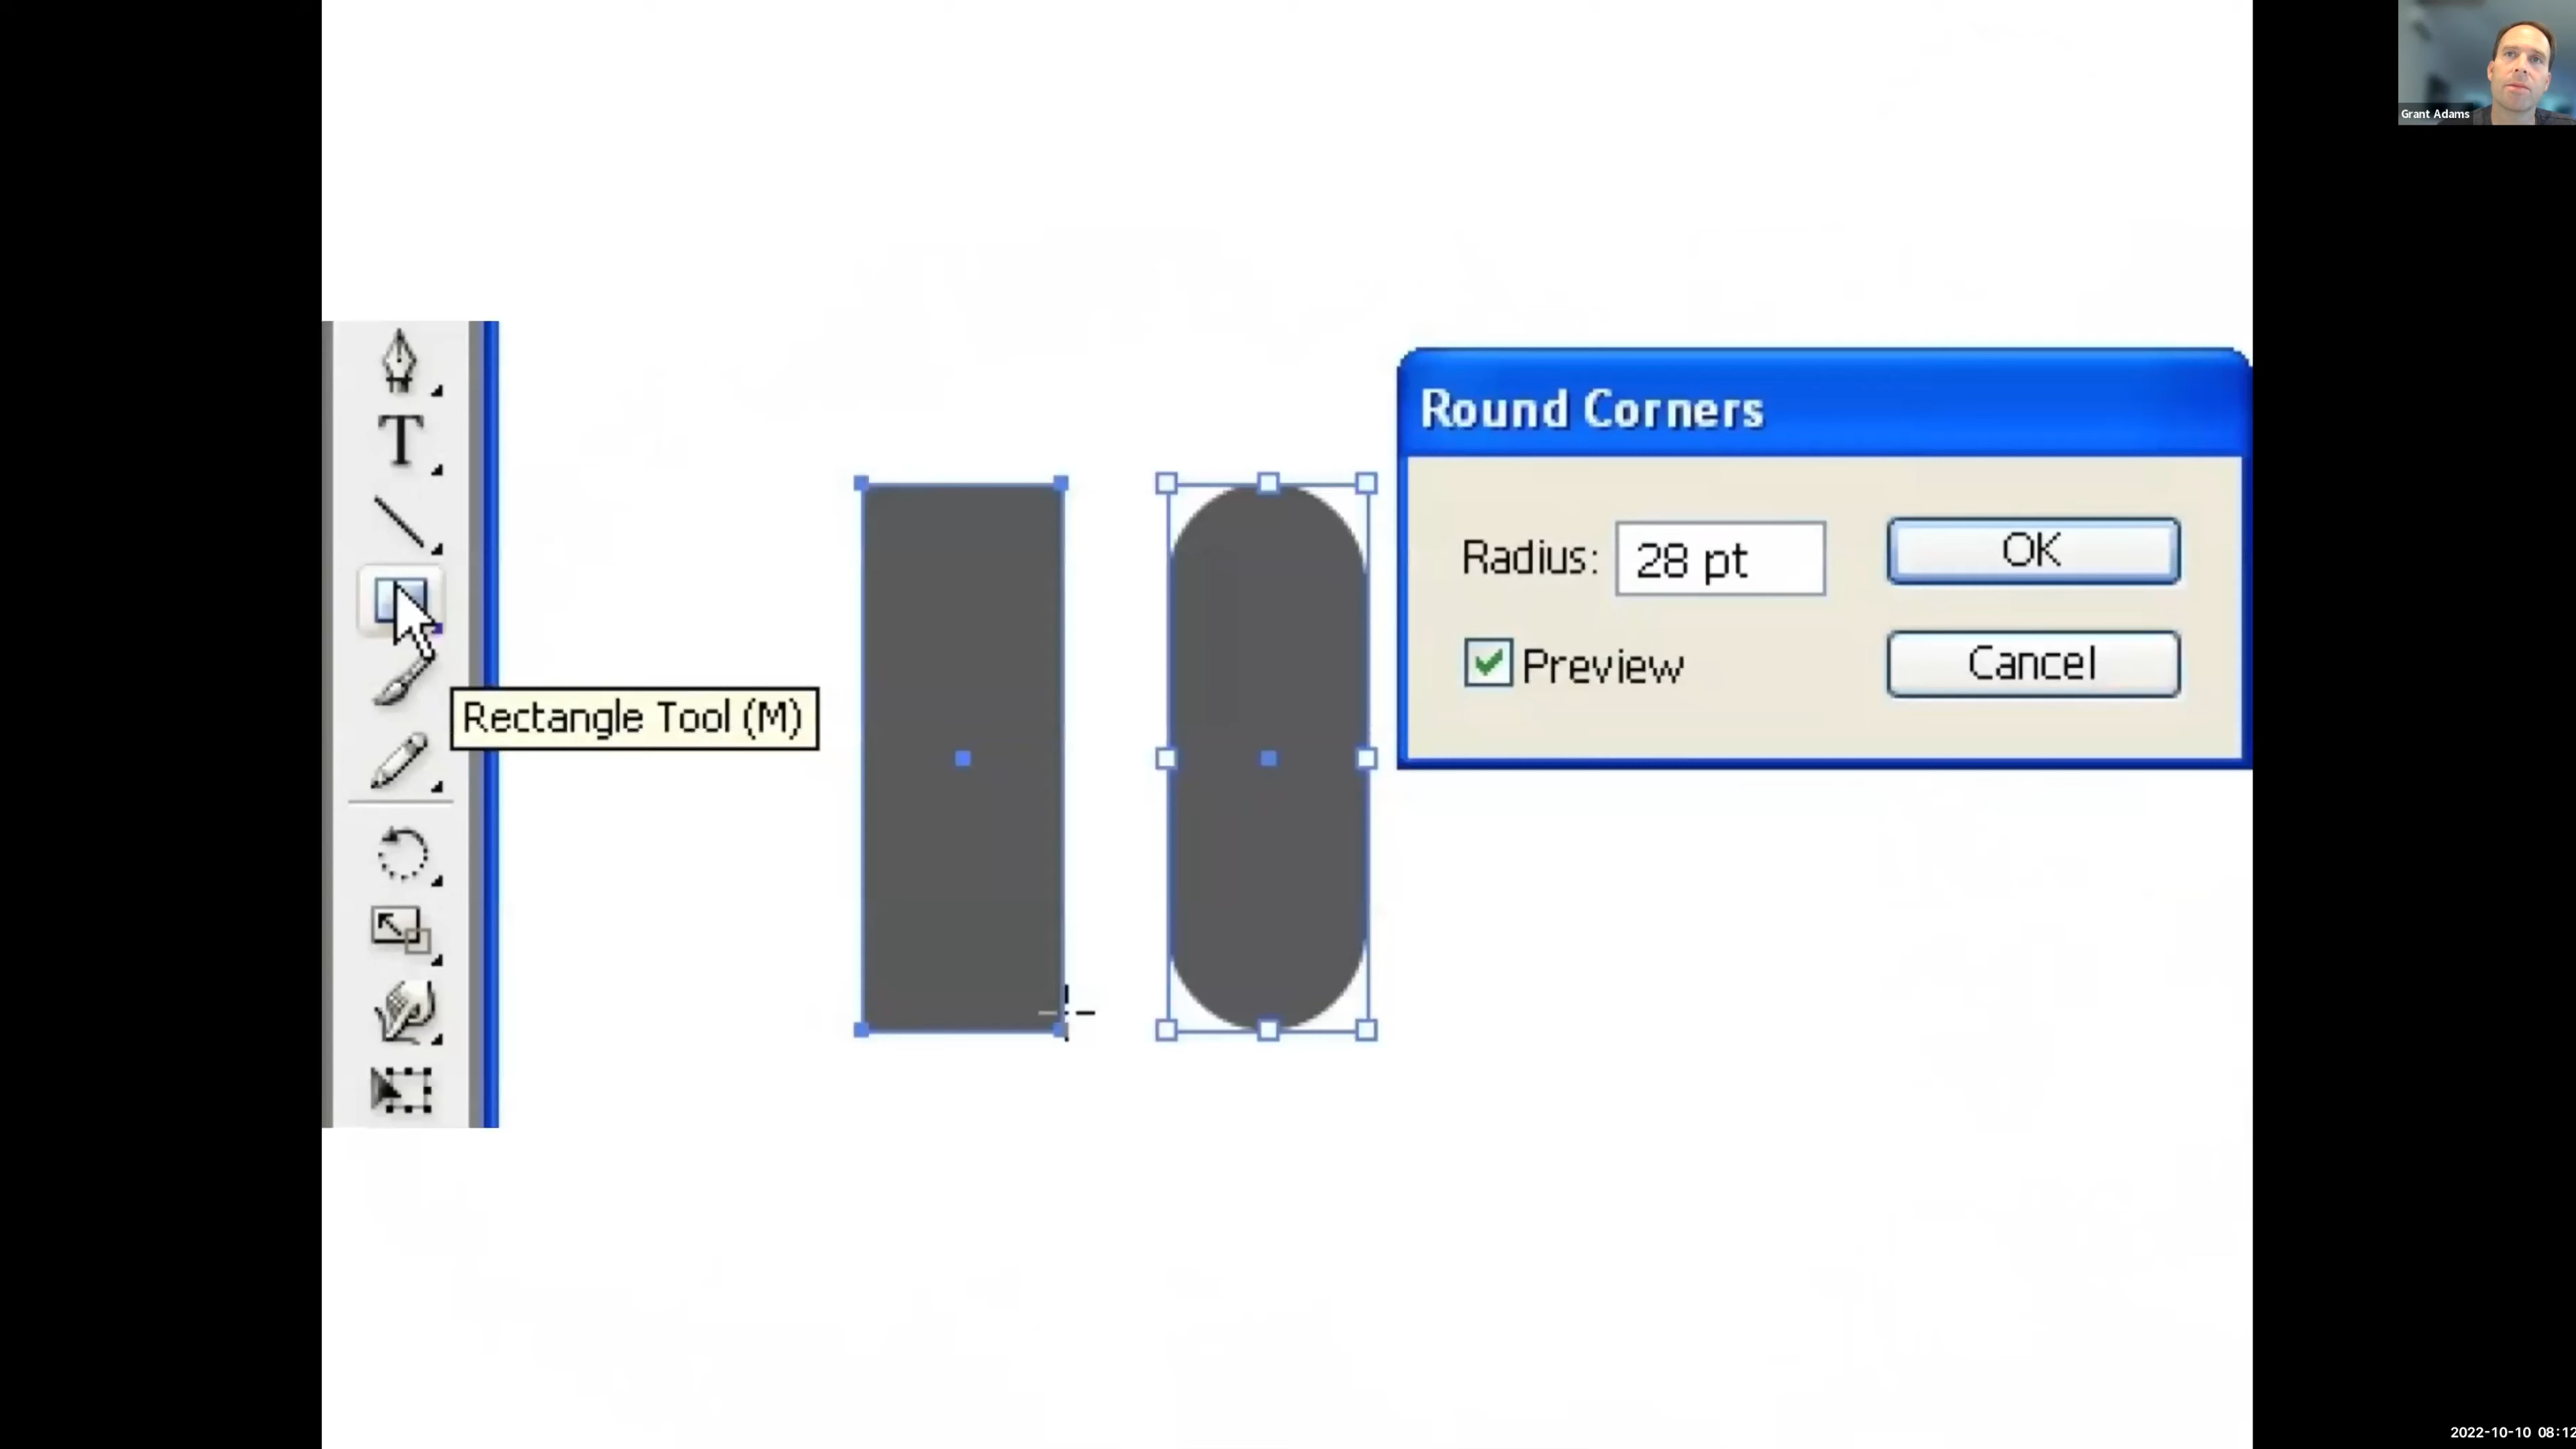 Grant Adams
Round Corners
Radius: 28 pt
OK
Preview
Cancel
T
Rectangle Tool (M)
2022-10-10 08:12